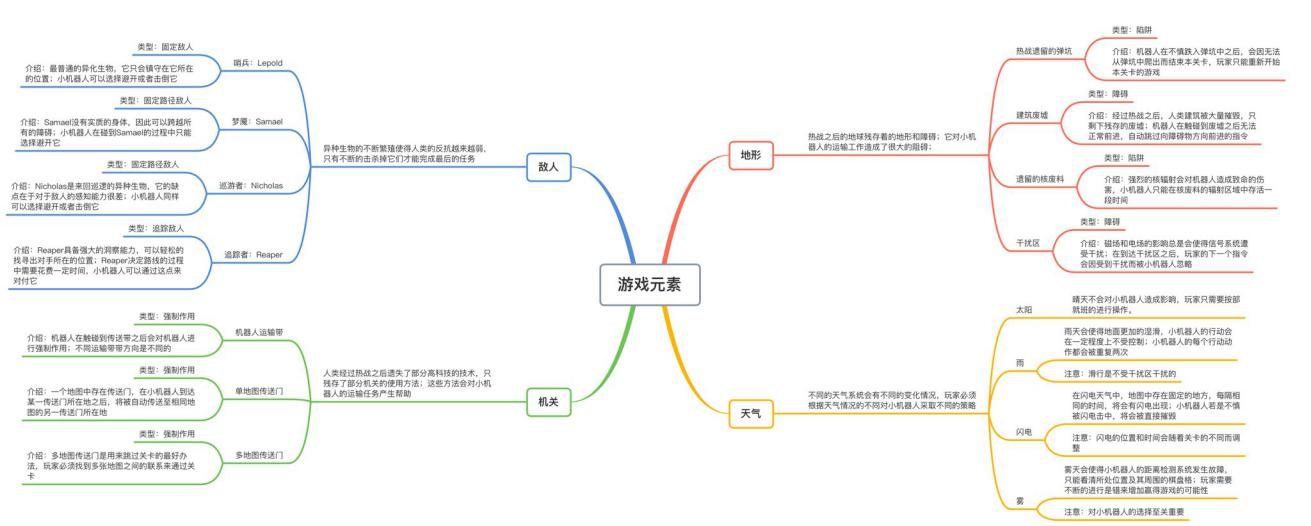 游戏元素
敌人
异种生物的不断繁殖使得人类的反抗越来越弱，
只有不断的击杀掉它们才能完成最后的任务
哨兵：Lepold
类型：固定敌人
介绍：最普通的异化生物，它只会镇守在它所在
的位置；小机器人可以选择避开或者击倒它
梦魇：Samael
类型：固定路径敌人
介绍：Samael没有实质的身体，因此可以跨越所
有的障碍；小机器人在碰到Samael的过程中只能
选择避开它
巡游者：Nicholas
类型：固定路径敌人
介绍：Nicholas是来回巡逻的异种生物，它的缺
点在于对于敌人的感知能力很差；小机器人同样
可以选择避开或击倒它
追踪者：Reaper
类型：追踪敌人
介绍：Reaper具备强大的洞察能力，可以轻松的
找寻出对手所在的位置；Reaper决定路线的过程
中需要花费一定时间，小机器人可以通过这点来
对付它
机关
人类经过热战之后遗失了部分高科技的技术，只
残存了部分机关的使用方法；这些方法会对小机
器人的运输任务产生帮助
机器人运输带
类型：强制作用
介绍：机器人在触碰到传送带之后会对机器人进
行强制作用；不同运输带带方向是不同的
单地图传送门
类型：强制作用
介绍：一个地图中存在传送门，在小机器人到达
某一传送门所在地之后，将被自动传送至相同地
图的另一传送门所在地
多地图传送门
类型：强制作用
介绍：多地图传送门是用来跳过关卡的最好办
法，玩家必须找到多张地图之间的联系来通过关
卡
地形
热战之后的地球残存着的地形和障碍；它对小机
器人的运输工作造成了很大的阻碍；
热战遗留的弹坑
类型：陷阱
介绍：机器人在不慎跌入弹坑中之后，会因无法
从弹坑中爬出而结束本关卡，玩家只能重新开始
本关卡的游戏
建筑废墟
类型：障碍
介绍：经过热战之后，人类建筑被大量摧毁，只
剩下残存的废墟；机器人在触碰到废墟之后无法
正常前进，自动跳过向障碍物方向前进的指令
遗留的核废料
类型：陷阱
介绍：强烈的核辐射会对机器人造成致命的伤
害，小机器人只能在核废料的辐射区域中存活一
段时间
干扰区
类型：障碍
介绍：磁场和电场的影响总是会使得信号系统遭
受干扰；在到达干扰区之后，玩家的下一个指令
会因受到干扰而被小机器人忽略
天气
不同的天气系统会有不同的变化情况，玩家必须
根据天气情况的不同对小机器人采取不同的策略
太阳
晴天不会对小机器人造成影响，玩家只需要按部
就班的进行操作。
雨
雨天会使得地面更加的湿滑，小机器人的行动会
在一定程度上不受控制；小机器人的每个行动动
作都会被重复两次
注意：滑行是不受干扰区干扰的
闪电
在闪电天气中，地图中存在固定的地方，每隔相
同的时间，将会有闪电出现；小机器人若是不慎
被闪电击中，将会被直接摧毁
注意：闪电的位置和时间会随着关卡的不同而调
整
雾
雾天会使得小机器人的距离检测系统发生故障，
只能看清所处位置及其周围的棋盘格；玩家需要
不断的进行是错来增加赢得游戏的可能性
注意：对小机器人的选择至关重要